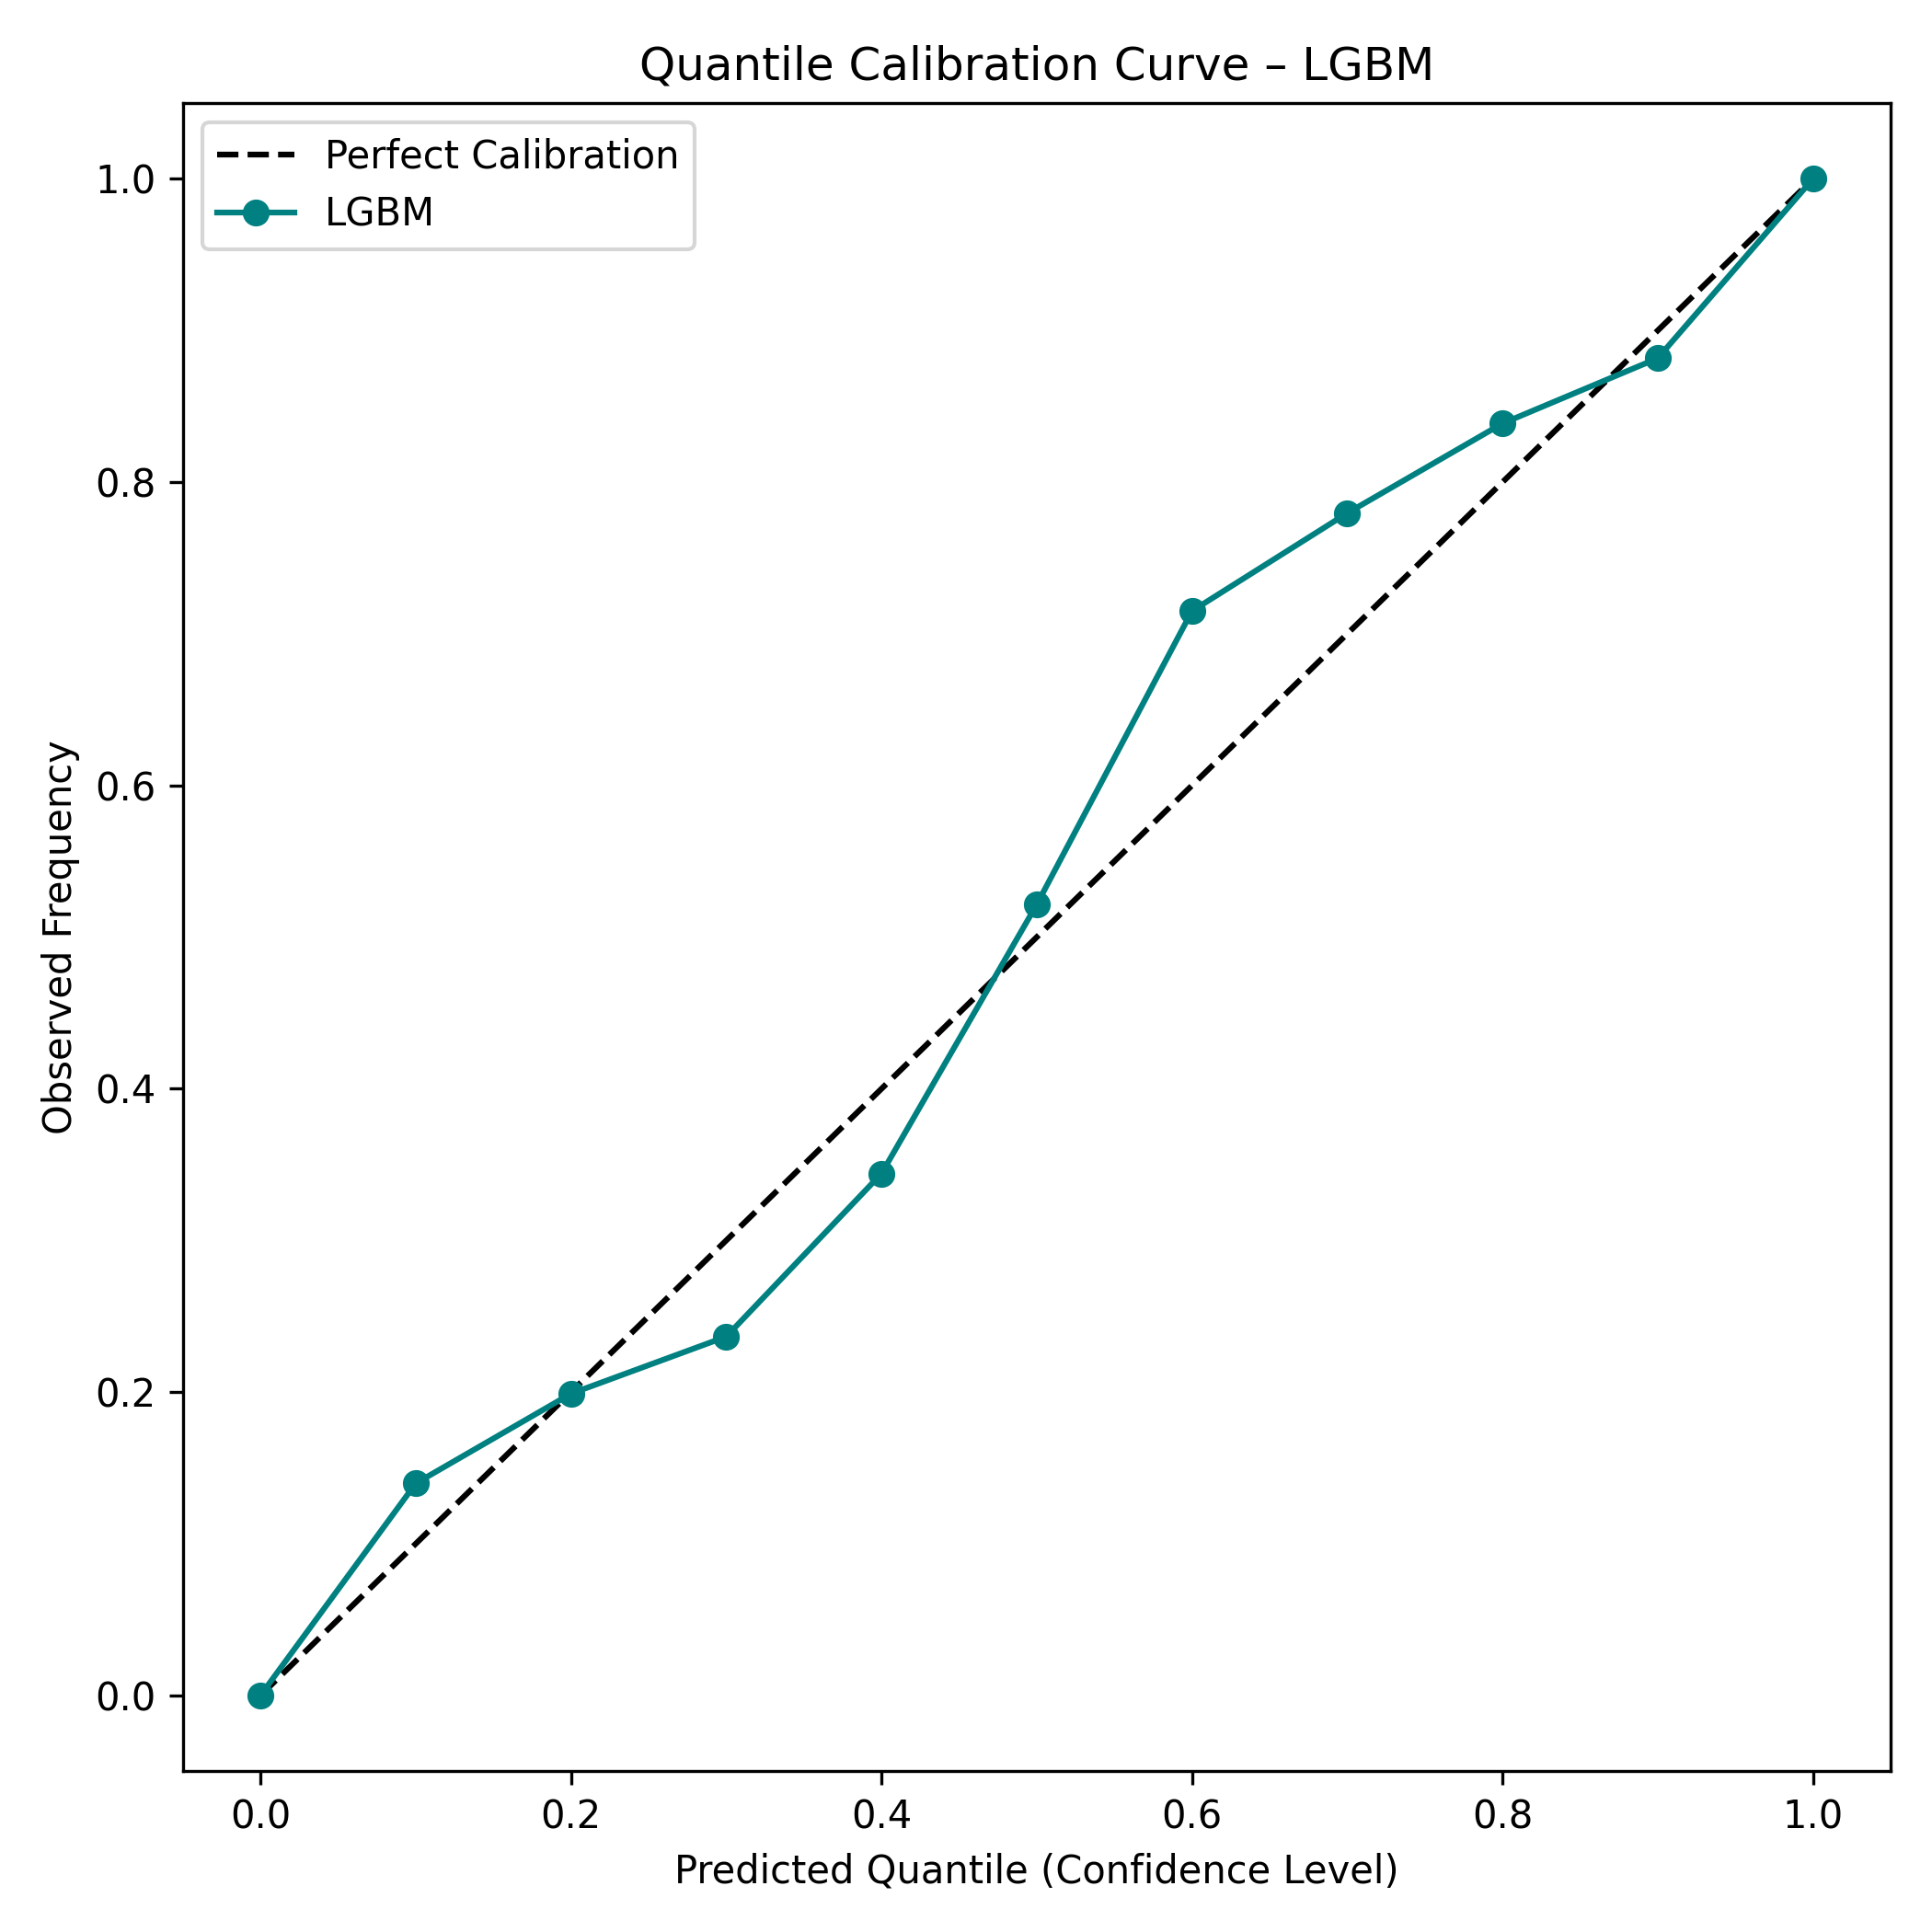 Quantile Calibration Curve – LGBM
Perfect Calibration
LGBM
1.0
0.8
0.6
0.4
0.2
0.0
Observed Frequency
0.0 0.2 0.4 0.6 0.8 1.0
Predicted Quantile (Confidence Level)